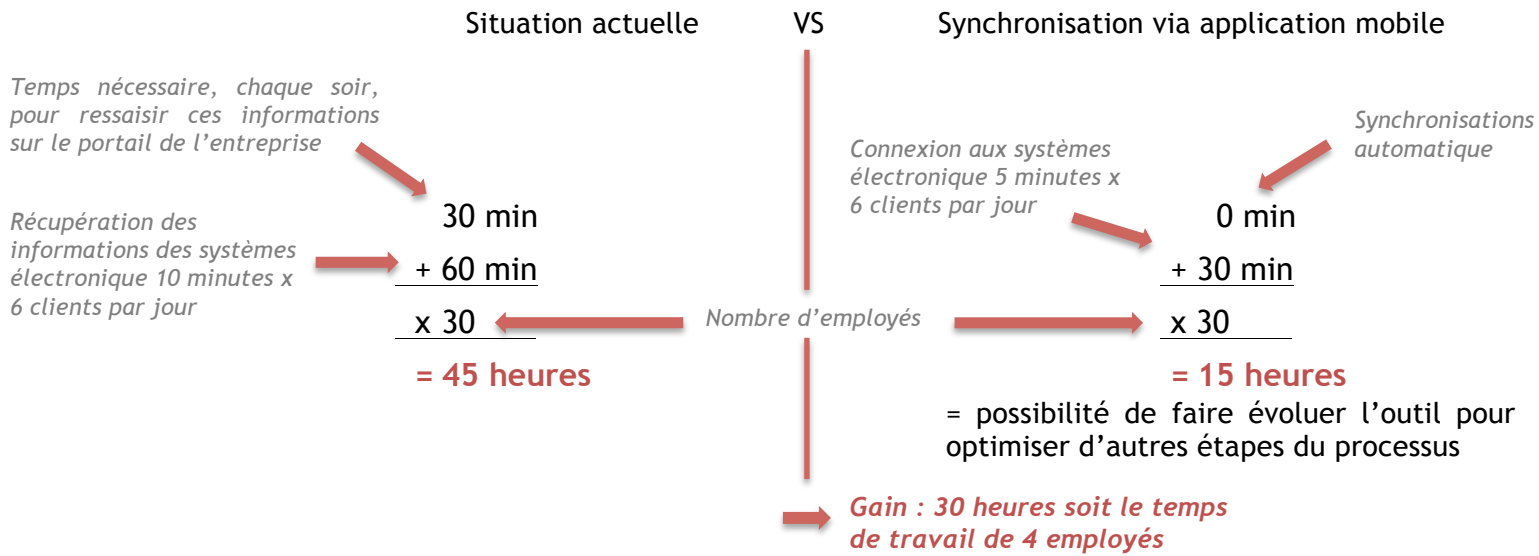 Situation actuelle VS Synchronisation via application mobile
Temps nécessaire, chaque soir,
pour ressaisir ces informations
sur le portail de l'entreprise
Récupération des
informations des systèmes
électronique 10 minutes x
6 clients par jour
30 min
+ 60 min
x 30
= 45 heures
Nombre d'employés
Connexion aux systèmes
électronique 5 minutes x
6 clients par jour
Synchronisations
automatique
0 min
+ 30 min
x 30
= 15 heures
= possibilité de faire évoluer l'outil pour
optimiser d'autres étapes du processus
Gain : 30 heures soit le temps
de travail de 4 employés